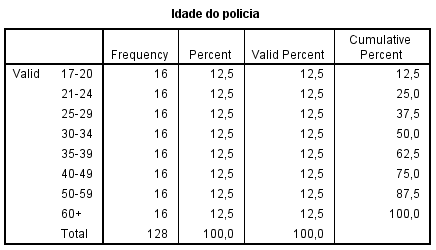 Idade do policia
Frequency Percent Valid Percent Cumulative Percent
Valid 17-20 16 12,5 12,5 12,5
21-24 16 12,5 12,5 25,0
25-29 16 12,5 12,5 37,5
30-34 16 12,5 12,5 50,0
35-39 16 12,5 12,5 62,5
40-49 16 12,5 12,5 75,0
50-59 16 12,5 12,5 87,5
60+ 16 12,5 12,5 100,0
Total 128 100,0 100,0